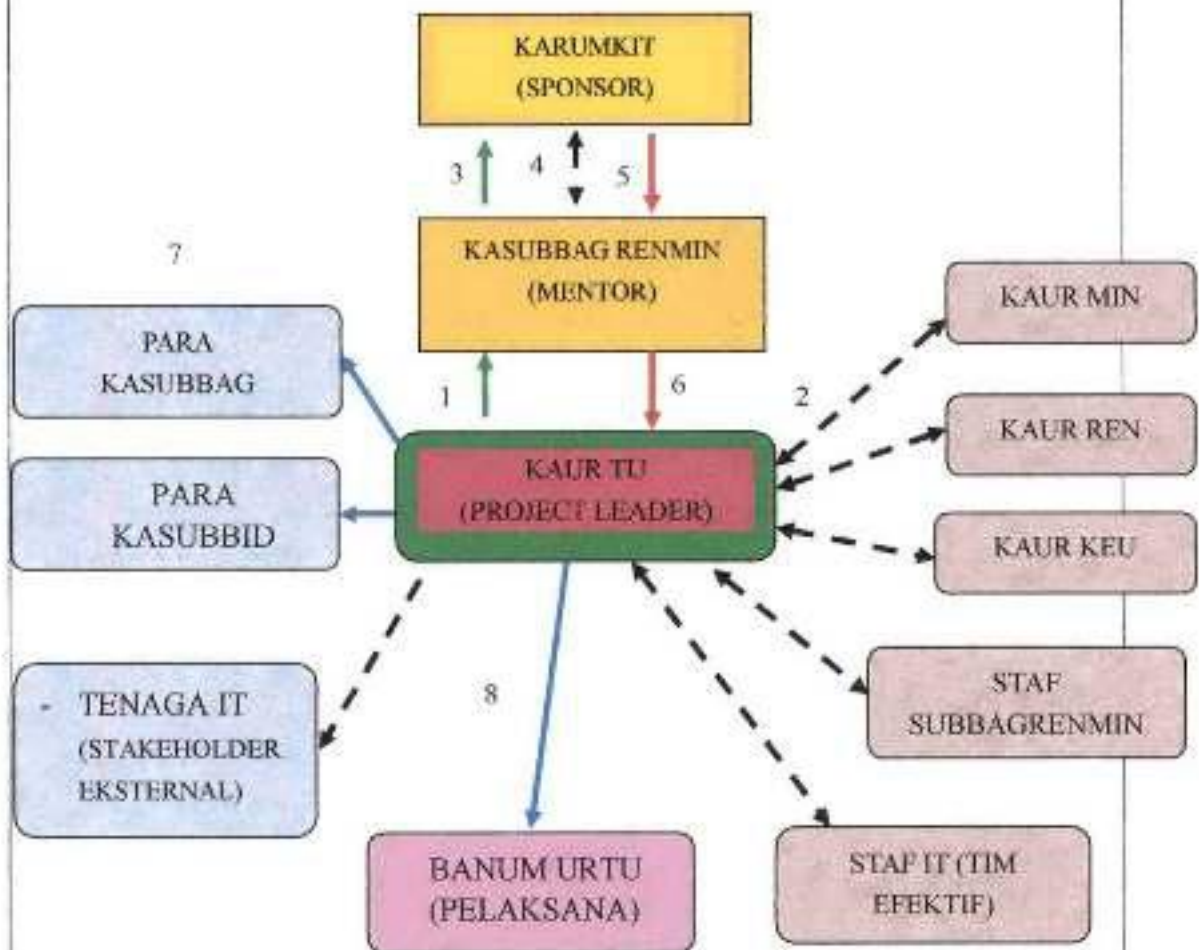 KARUMKIT
(SPONSOR)
3
4
5
KASUBBAG RENMIN
(MENTOR)
7
PARA
KASUBBAG
1
6
2
KAUR MIN
KAUR REN
KAUR TU
(PROJECT LEADER)
PARA
KASUBBID
KAUR KEU
- TENAGA IT
(STAKEHOLDER
EKSTERNAL)
8
STAF
SUBBAGRENMIN
BANUM URTU
(PELAKSANA)
STAF IT (TIM
EFEKTIF)